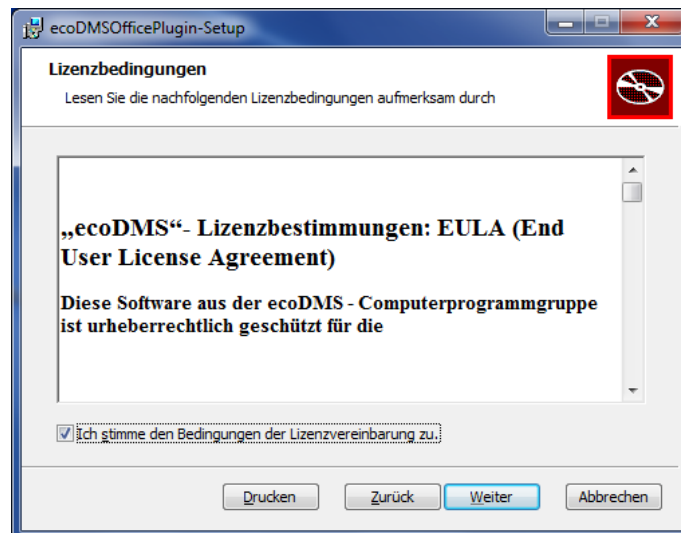 ecoDMSOfficePlugin-Setup
Lizenzbedingungen
Lesen Sie die nachfolgenden Lizenzbedingungen aufmerksam durch
„ecoDMS“- Lizenzbestimmungen: EULA (End
User License Agreement)
Diese Software aus der ecoDMS - Computerprogrammgruppe
ist urheberrechtlich geschützt für die
Ich stimme den Bedingungen der Lizenzvereinbarung zu.
Drucken Zurück Weiter Abbrechen